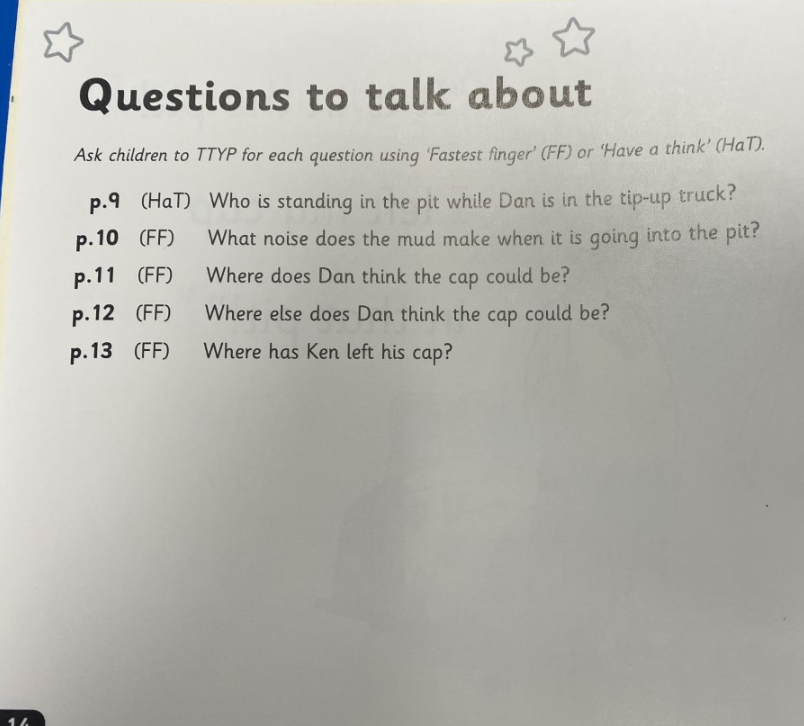 Questions to talk about
Ask children to TTYP for each question using ‘Fastest finger’ (FF) or ‘Have a think’ (HaT).
p.9 (HaT) Who is standing in the pit while Dan is in the tip-up truck?
p.10 (FF) What noise does the mud make when it is going into the pit?
p.11 (FF) Where does Dan think the cap could be?
p.12 (FF) Where else does Dan think the cap could be?
p.13 (FF) Where has Ken left his cap?
14